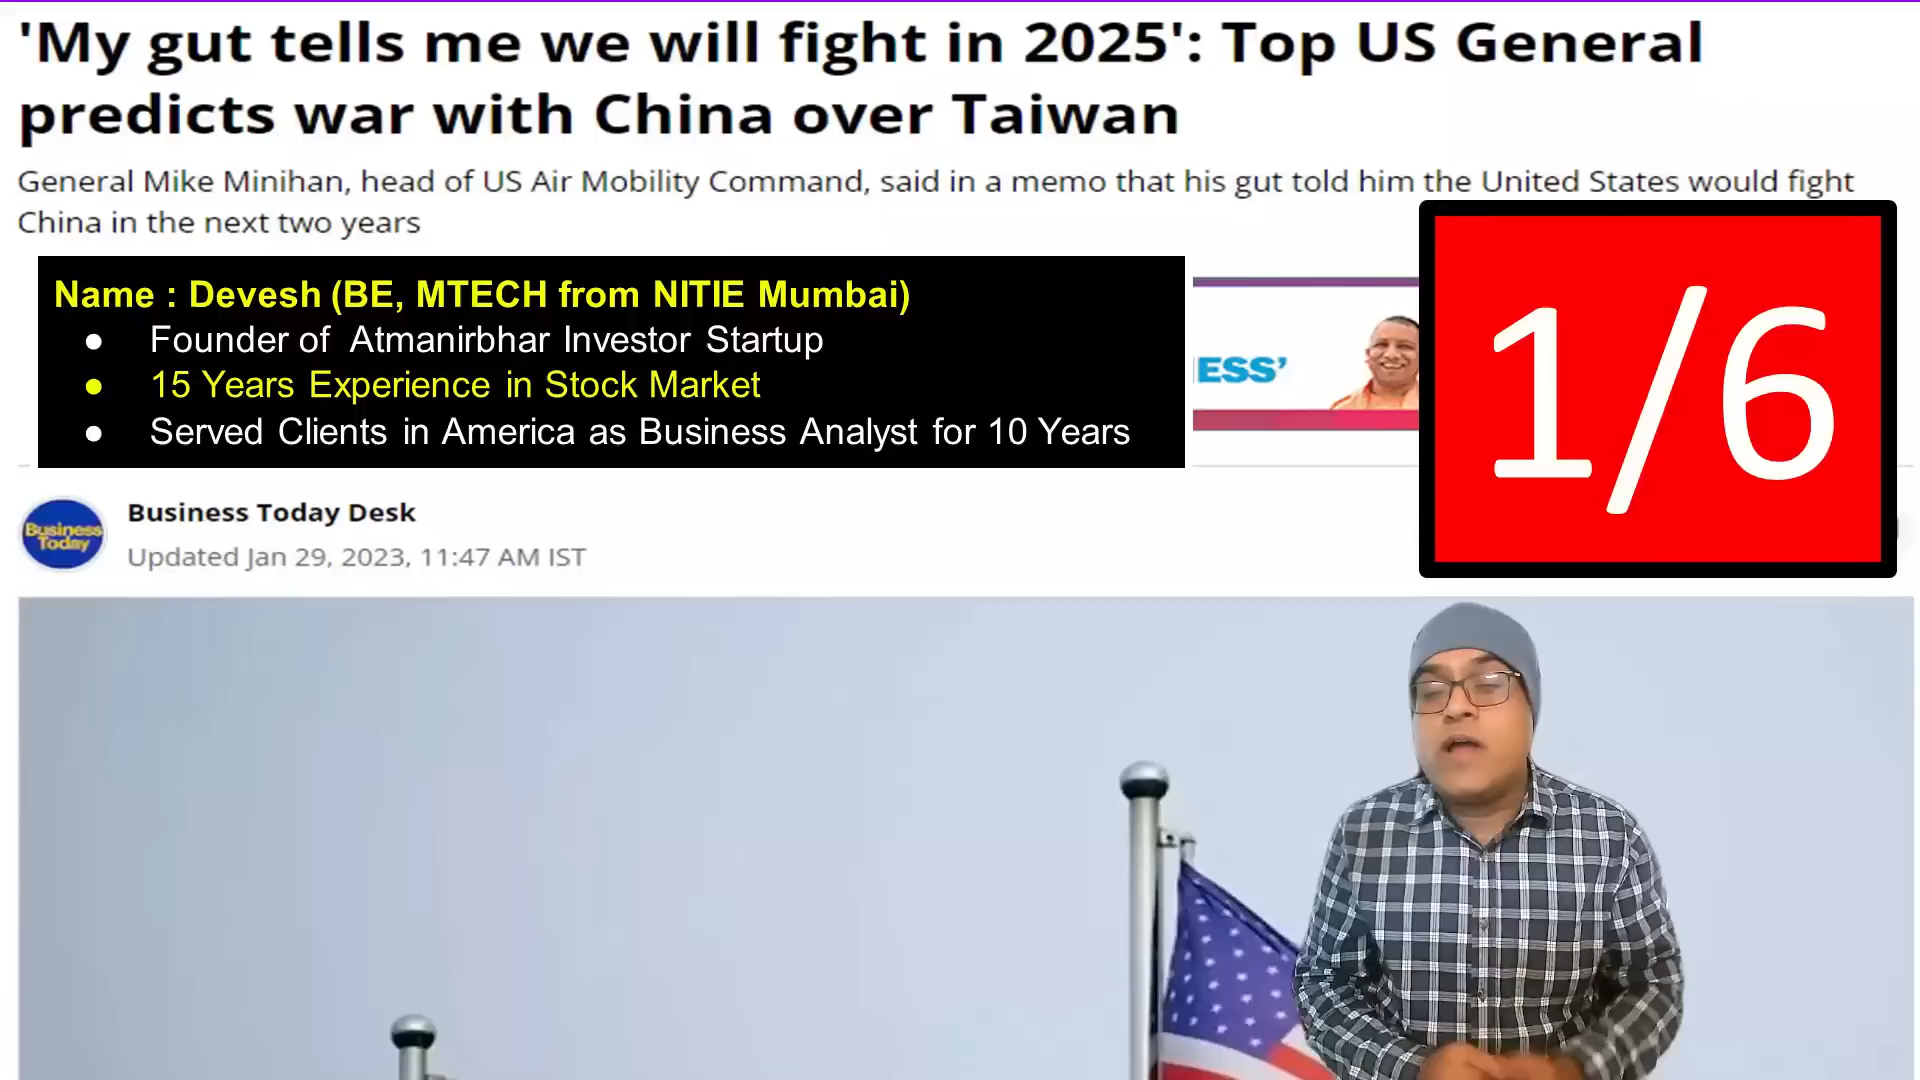 'My gut tells me we will fight in 2025': Top US General
predicts war with China over Taiwan
General Mike Minihan, head of US Air Mobility Command, said in a memo that his gut told him the United States would fight
China in the next two years
Name : Devesh (BE, MTECH from NITIE Mumbai)
● Founder of Atmanirbhar Investor Startup
● 15 Years Experience in Stock Market
● Served Clients in America as Business Analyst for 10 Years
ESS’
1/6
Business
Today
Business Today Desk
Updated Jan 29, 2023, 11:47 AM IST